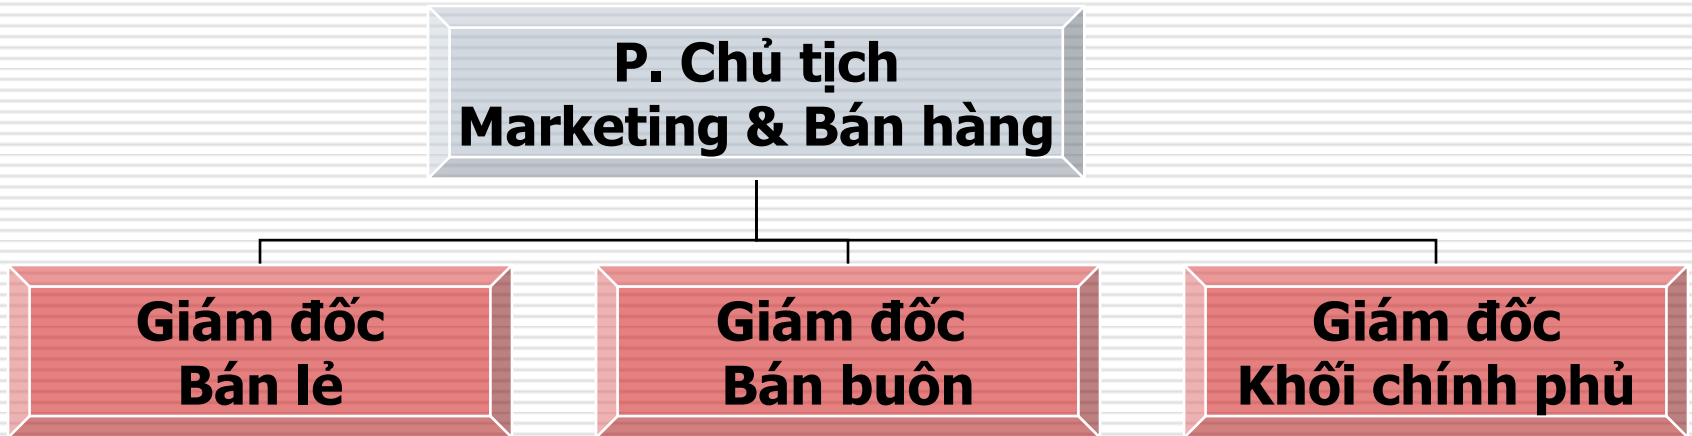 P. Chủ tịch
Marketing & Bán hàng
Giám đốc
Bán lẻ
Giám đốc
Bán buôn
Giám đốc
Khối chính phủ